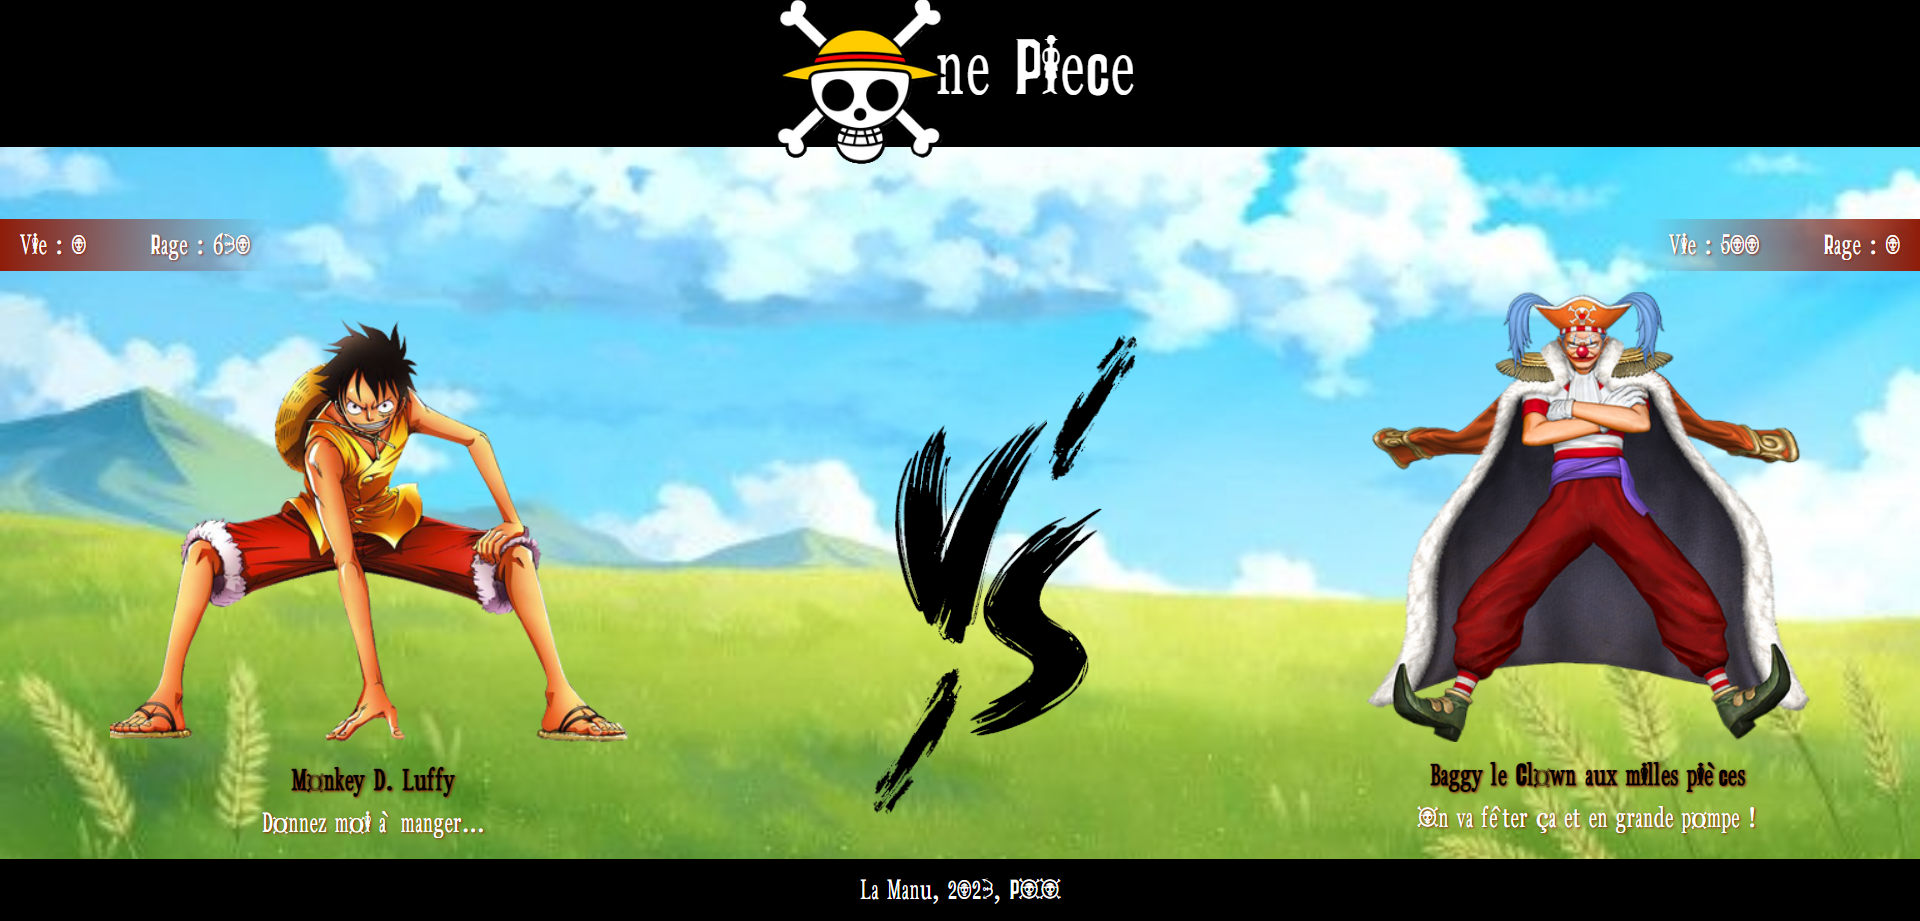 One Piece
Vie : 0 Rage : 630
Vie : 500 Rage : 0
VS
Monkey D. Luffy
Donnez moi à manger...
Baggy le Clown aux milles pièces
On va fêter ça et en grande pompe !
La Manu, 2023, POO